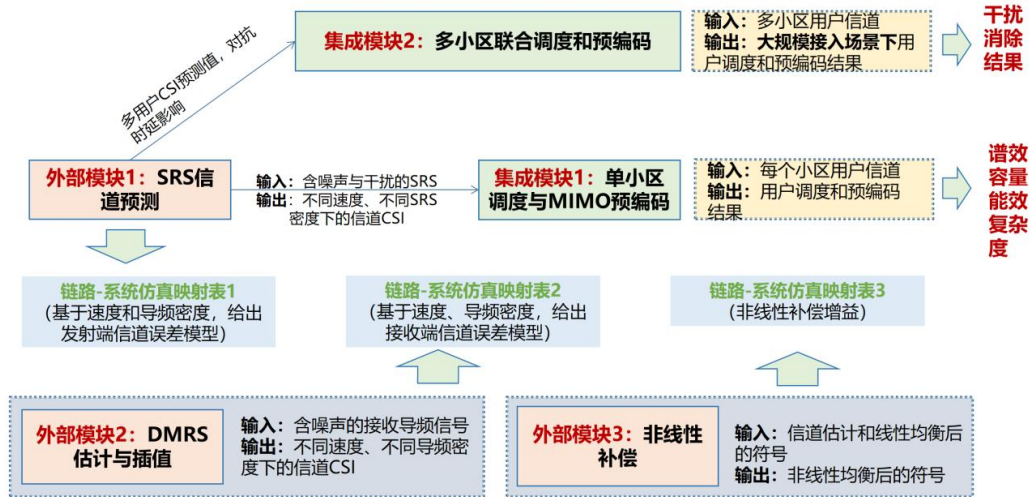 集成模块2：多小区联合调度和预编码
输入：多小区用户信道
输出：大规模接入场景下用
户调度和预编码结果
干扰
消除
结果
多用户CSI预测值，对抗
时延影响
外部模块1：SRS信
道预测
输入：含噪声与干扰的SRS
输出：不同速度、不同SRS
密度下的信道CSI
集成模块1：单小区
调度与MIMO预编码
输入：每个小区用户信道
输出：用户调度和预编码
结果
谱效
容量
能效
复杂
度
链路-系统仿真映射表1
（基于速度和导频密度，给出
发射端信道误差模型）
链路-系统仿真映射表2
（基于速度、导频密度，给出
接收端信道误差模型）
链路-系统仿真映射表3
（非线性补偿增益）
外部模块2：DMRS
估计与插值
输入：含噪声的接收导频信号
输出：不同速度、不同导频密
度下的信道CSI
外部模块3：非线性
补偿
输入：信道估计和线性均衡后
的符号
输出：非线性均衡后的符号